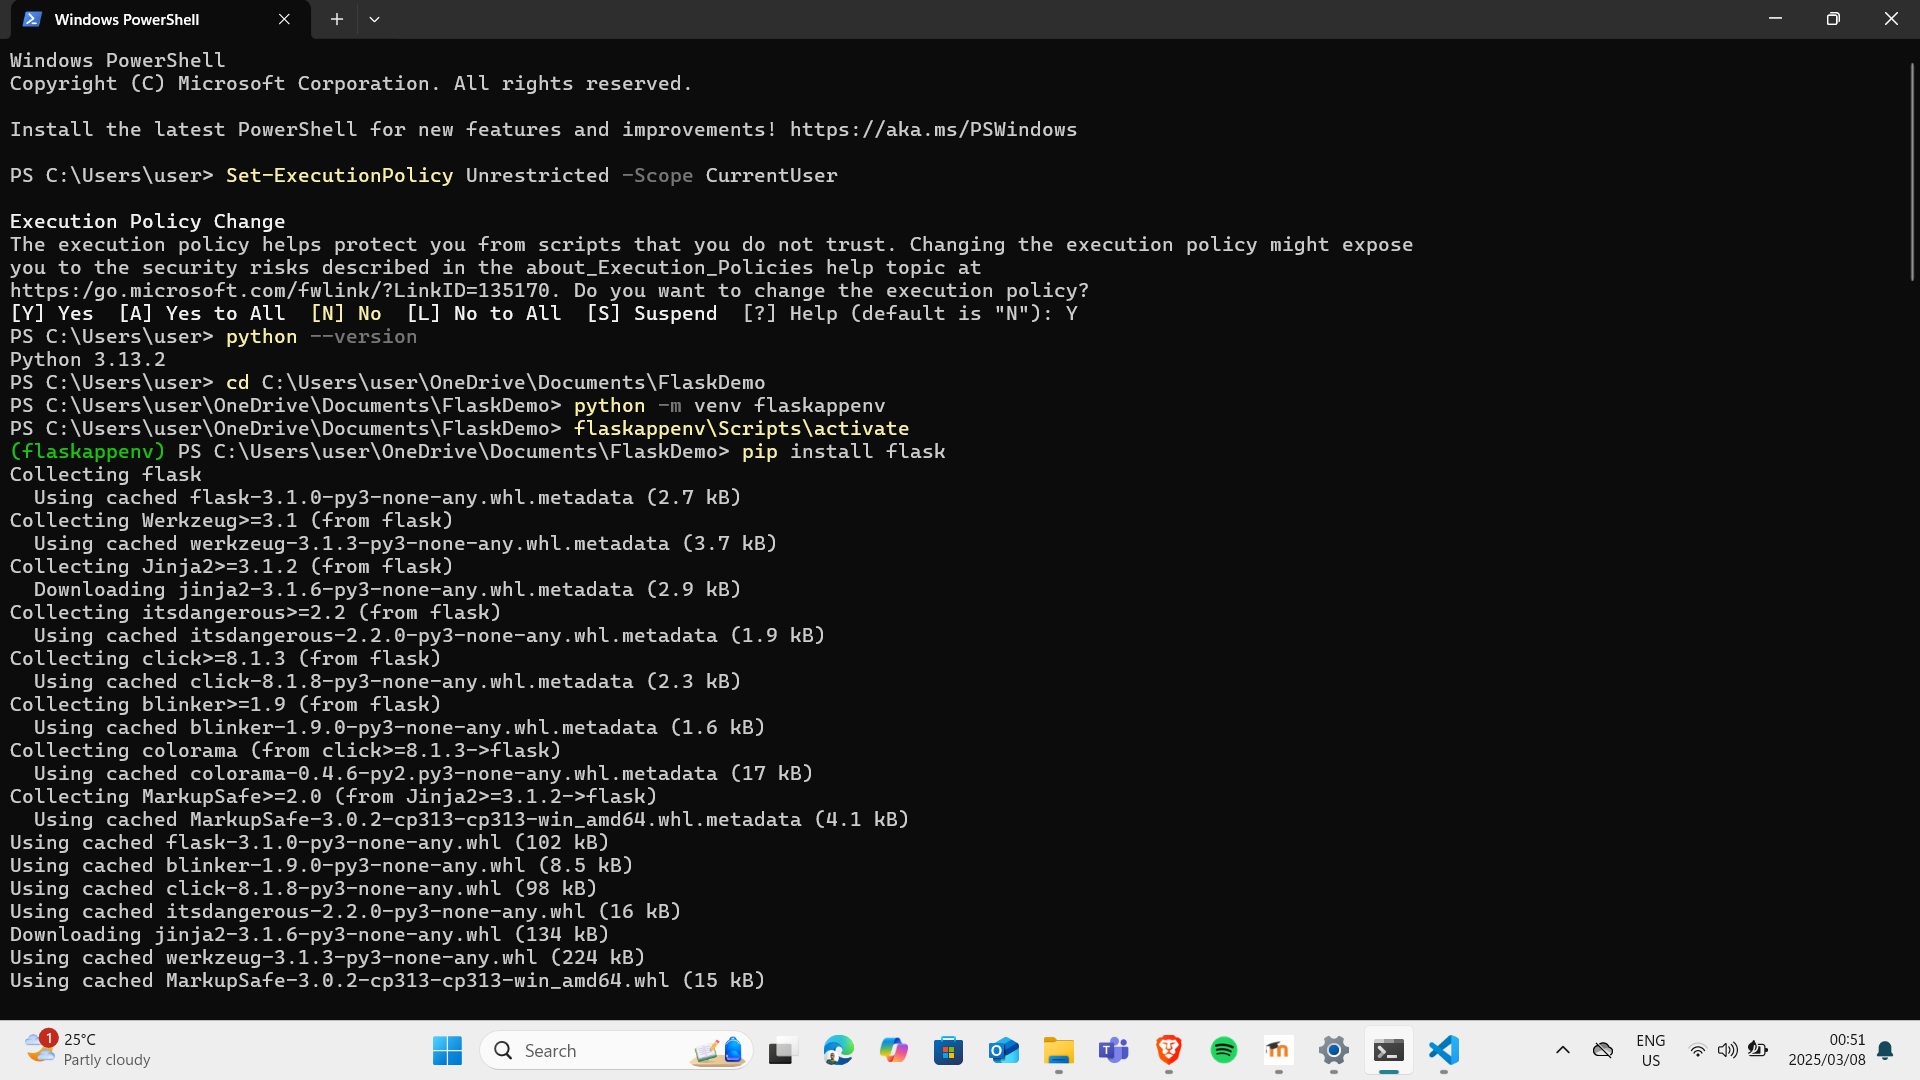 Windows PowerShell
Windows PowerShell
Copyright (C) Microsoft Corporation. All rights reserved.
Install the latest PowerShell for new features and improvements! https://aka.ms/PSWindows
PS C:\Users\user> Set-ExecutionPolicy Unrestricted -Scope CurrentUser
Execution Policy Change
The execution policy helps protect you from scripts that you do not trust. Changing the execution policy might expose
you to the security risks described in the about_Execution_Policies help topic at
https:/go.microsoft.com/fwlink/?LinkID=135170. Do you want to change the execution policy?
[Y] Yes  [A] Yes to All  [N] No  [L] No to All  [S] Suspend  [?] Help (default is "N"): Y
PS C:\Users\user> python --version
Python 3.13.2
PS C:\Users\user> cd C:\Users\user\OneDrive\Documents\FlaskDemo
PS C:\Users\user\OneDrive\Documents\FlaskDemo> python -m venv flaskappenv
PS C:\Users\user\OneDrive\Documents\FlaskDemo> flaskappenv\Scripts\activate
(flaskappenv) PS C:\Users\user\OneDrive\Documents\FlaskDemo> pip install flask
Collecting flask
  Using cached flask-3.1.0-py3-none-any.whl.metadata (2.7 kB)
Collecting Werkzeug>=3.1 (from flask)
  Using cached werkzeug-3.1.3-py3-none-any.whl.metadata (3.7 kB)
Collecting Jinja2>=3.1.2 (from flask)
  Downloading jinja2-3.1.6-py3-none-any.whl.metadata (2.9 kB)
Collecting itsdangerous>=2.2 (from flask)
  Using cached itsdangerous-2.2.0-py3-none-any.whl.metadata (1.9 kB)
Collecting click>=8.1.3 (from flask)
  Using cached click-8.1.8-py3-none-any.whl.metadata (2.3 kB)
Collecting blinker>=1.9 (from flask)
  Using cached blinker-1.9.0-py3-none-any.whl.metadata (1.6 kB)
Collecting colorama (from click>=8.1.3->flask)
  Using cached colorama-0.4.6-py2.py3-none-any.whl.metadata (17 kB)
Collecting MarkupSafe>=2.0 (from Jinja2>=3.1.2->flask)
  Using cached MarkupSafe-3.0.2-cp313-cp313-win_amd64.whl.metadata (4.1 kB)
Using cached flask-3.1.0-py3-none-any.whl (102 kB)
Using cached blinker-1.9.0-py3-none-any.whl (8.5 kB)
Using cached click-8.1.8-py3-none-any.whl (98 kB)
Using cached itsdangerous-2.2.0-py3-none-any.whl (16 kB)
Downloading jinja2-3.1.6-py3-none-any.whl (134 kB)
Using cached werkzeug-3.1.3-py3-none-any.whl (224 kB)
Using cached MarkupSafe-3.0.2-cp313-cp313-win_amd64.whl (15 kB)
1
25°C
Partly cloudy
Search
ENG
US
00:51
2025/03/08